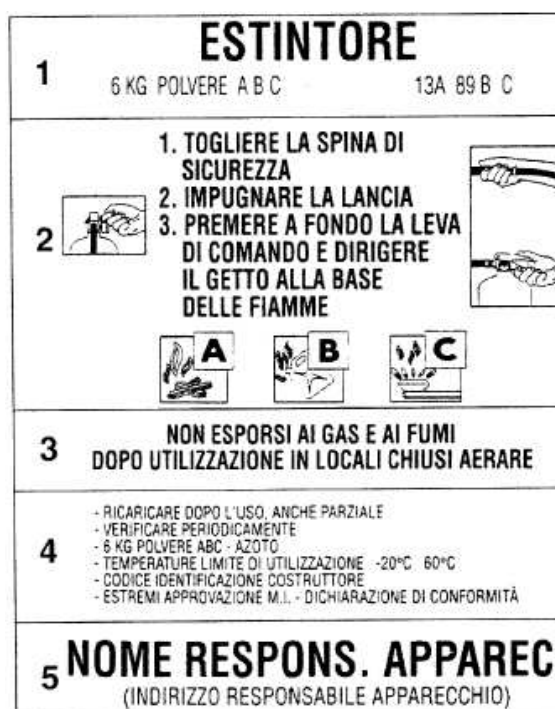 ESTINTORE
1
6 KG POLVERE A B C 13A 89 B C
1. TOGLIERE LA SPINA DI
SICUREZZA
2. IMPUGNARE LA LANCIA
3. PREMERE A FONDO LA LEVA
2
DI COMANDO E DIRIGERE
IL GETTO ALLA BASE
DELLE FIAMME
A B C
3
NON ESPORSI AI GAS E AI FUMI
DOPO UTILIZZAZIONE IN LOCALI CHIUSI AERARE
4
- RICARICARE DOPO L'USO, ANCHE PARZIALE
- VERIFICARE PERIODICAMENTE
- 6 KG POLVERE ABC - AZOTO
- TEMPERATURE LIMITE DI UTILIZZAZIONE -20°C 60°C
- CODICE IDENTIFICAZIONE COSTRUTTORE
- ESTREMI APPROVAZIONE M.I. - DICHIARAZIONE DI CONFORMITÀ
5 NOME RESPONS. APPAREC
(INDIRIZZO RESPONSABILE APPARECCHIO)